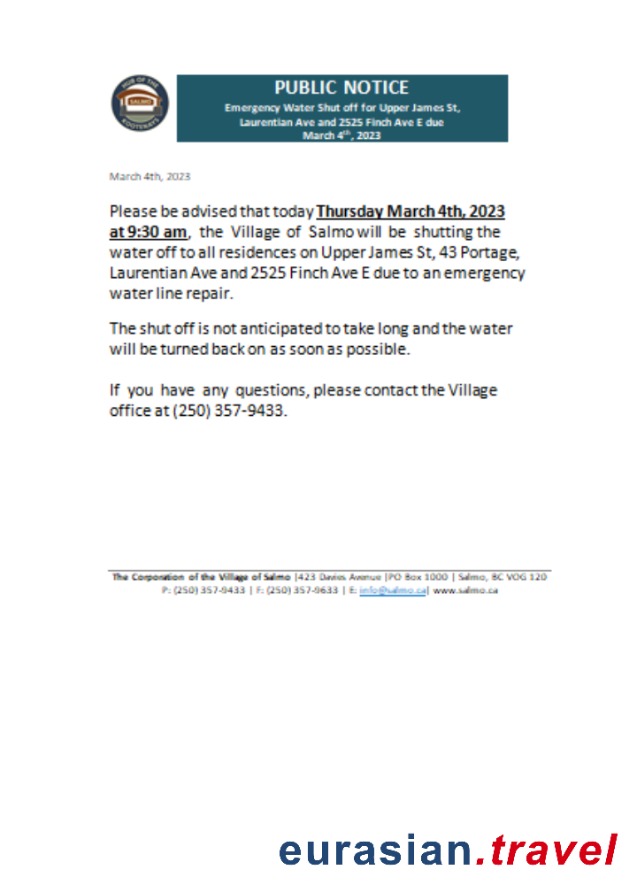 HUB OF THE
SALMO
KOOTENAYS
PUBLIC NOTICE
Emergency Water Shut off for Upper James St,
Laurentian Ave and 2525 Finch Ave E due
March 4th, 2023
March 4th, 2023
Please be advised that today Thursday March 4th, 2023
at 9:30 am, the Village of Salmo will be shutting the
water off to all residences on Upper James St, 43 Portage,
Laurentian Ave and 2525 Finch Ave E due to an emergency
water line repair.
The shut off is not anticipated to take long and the water
will be turned back on as soon as possible.
If you have any questions, please contact the Village
office at (250) 357-9433.
The Corporation of the Village of Salmo |423 Davies Avenue |PO Box 1000 | Salmo, BC VOG 1Z0
P: (250) 357-9433 | F: (250) 357-9633 | E: info@salmo.ca| www.salmo.ca
eurasian.travel